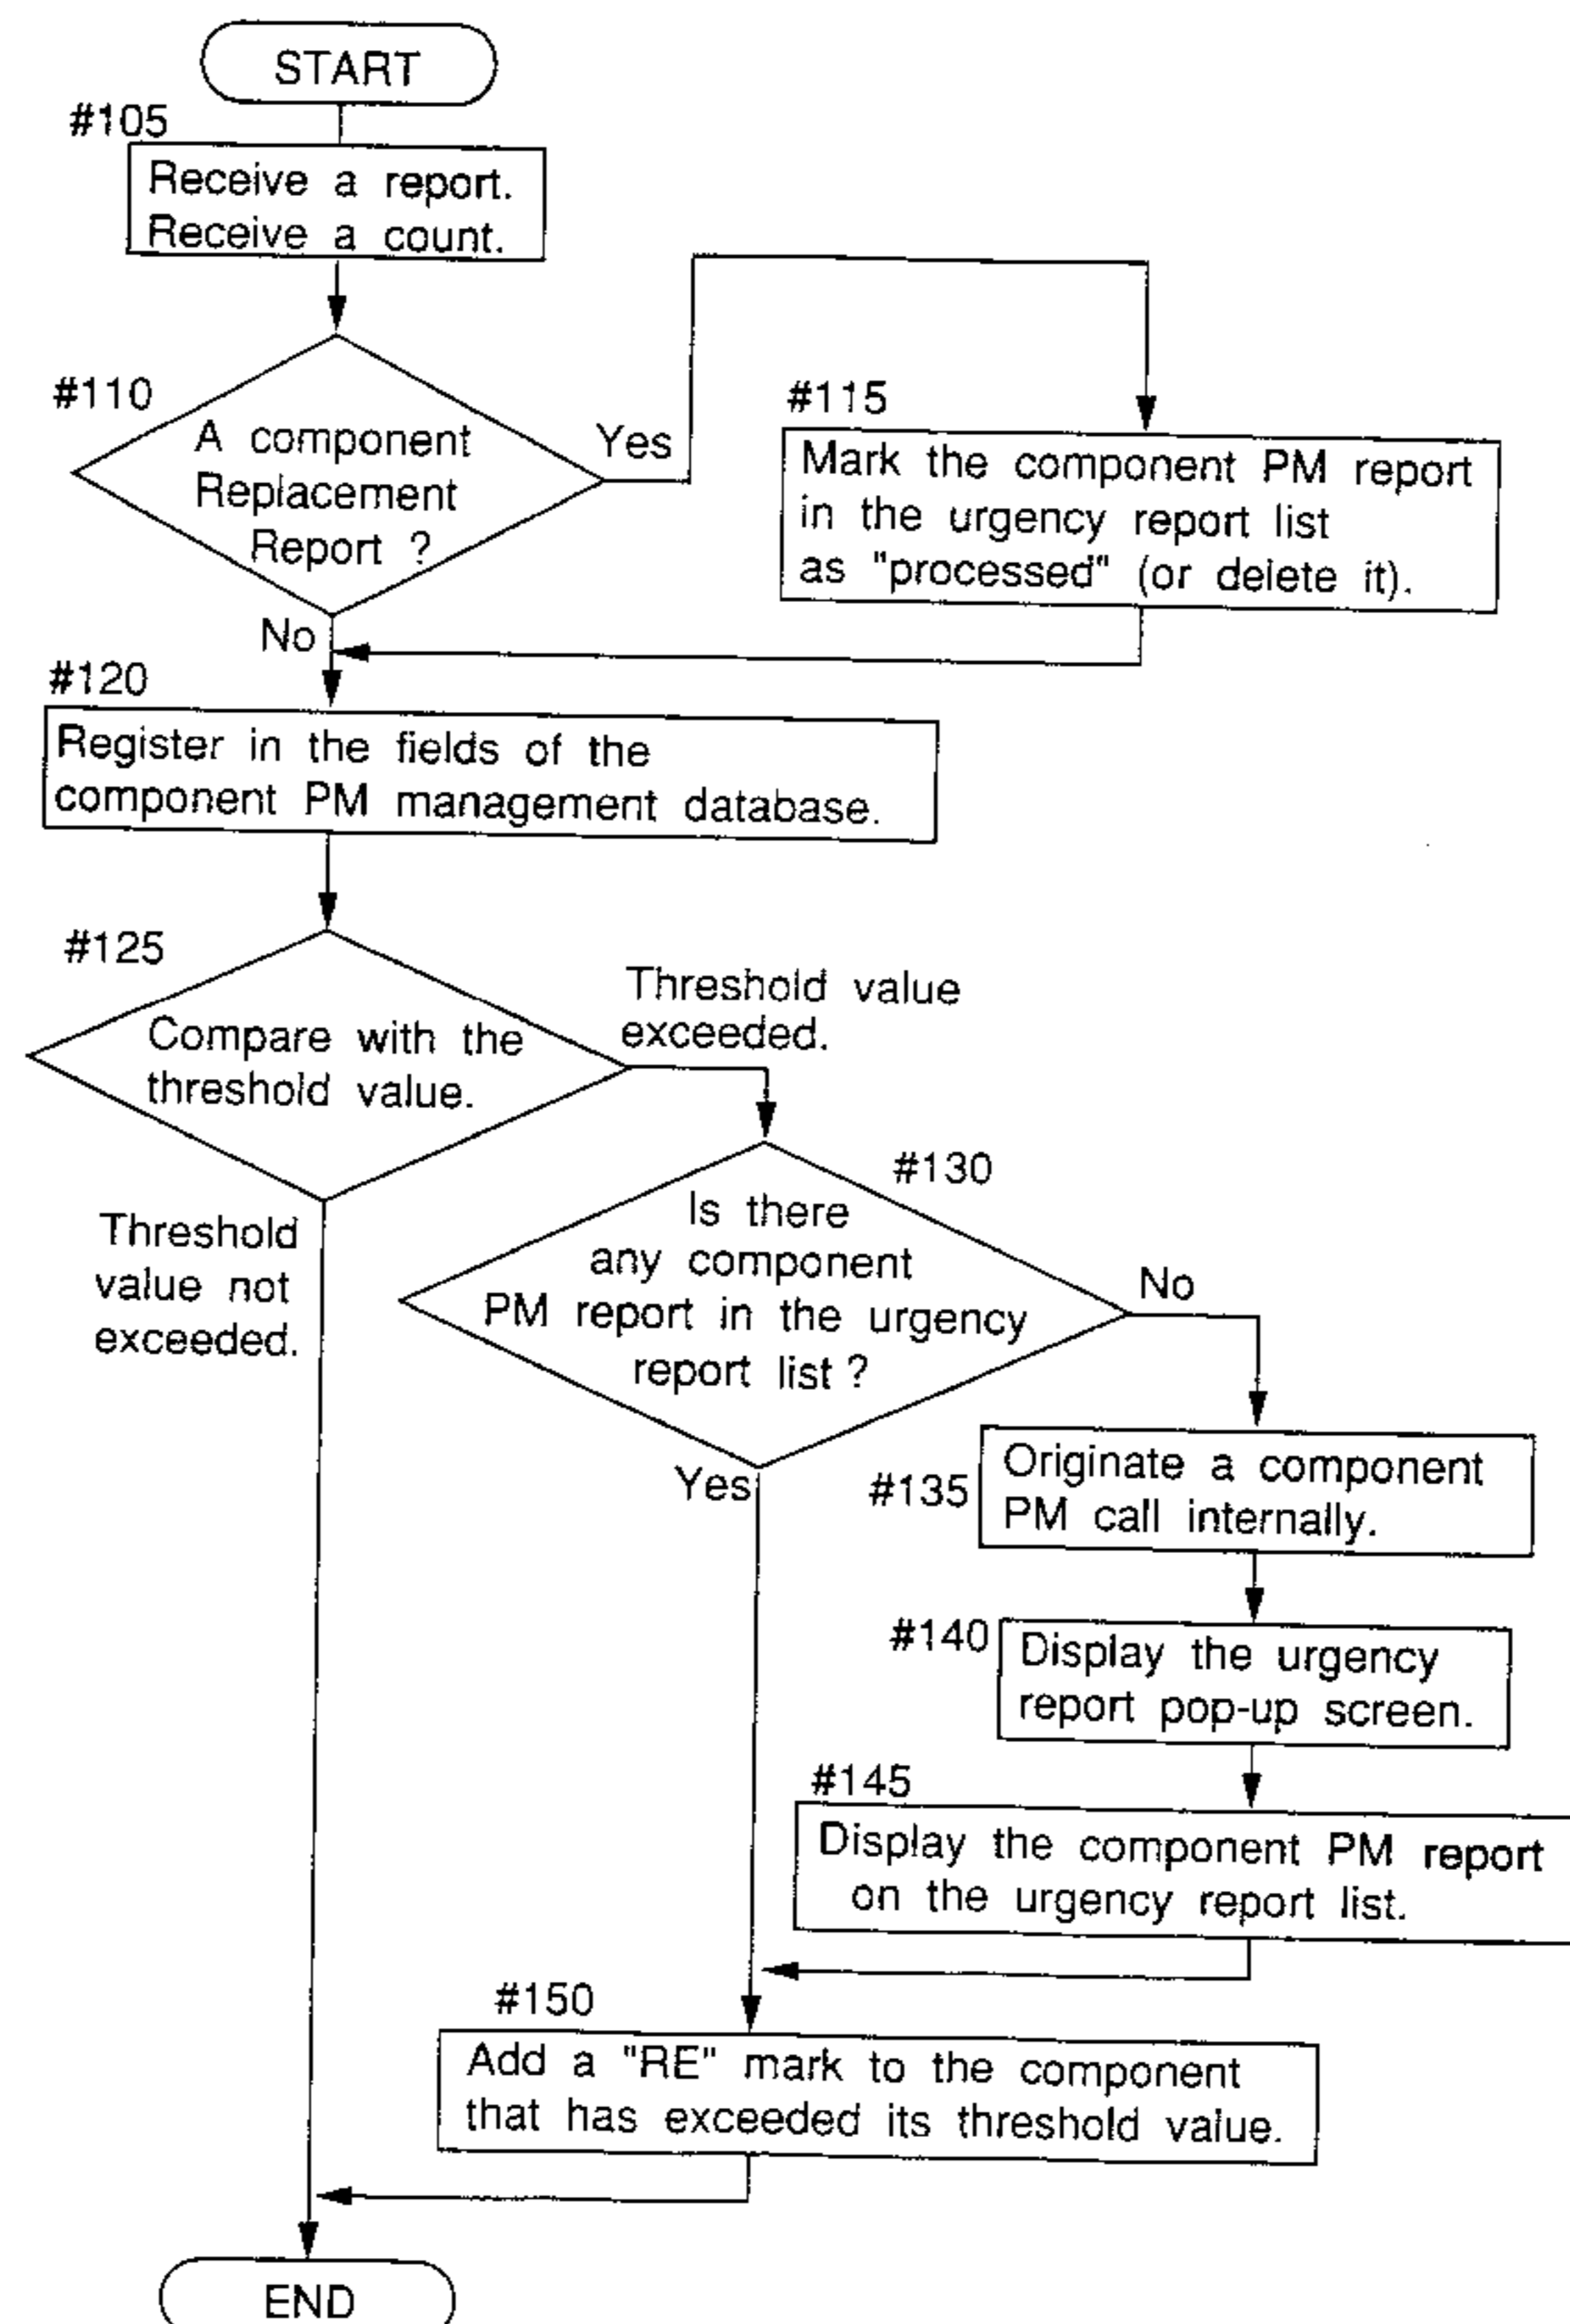 START
#105
Receive a report.
Receive a count.
#110
A component
Replacement
Report ?
Yes
#115
Mark the component PM report
in the urgency report list
as "processed" (or delete it).
No
#120
Register in the fields of the
component PM management database.
#125
Compare with the
threshold value.
Threshold value
exceeded.
Threshold
value not
exceeded.
#130
Is there
any component
PM report in the urgency
report list ?
No
Yes
#135
Originate a component
PM call internally.
#140
Display the urgency
report pop-up screen.
#145
Display the component PM report
on the urgency report list.
#150
Add a "RE" mark to the component
that has exceeded its threshold value.
END